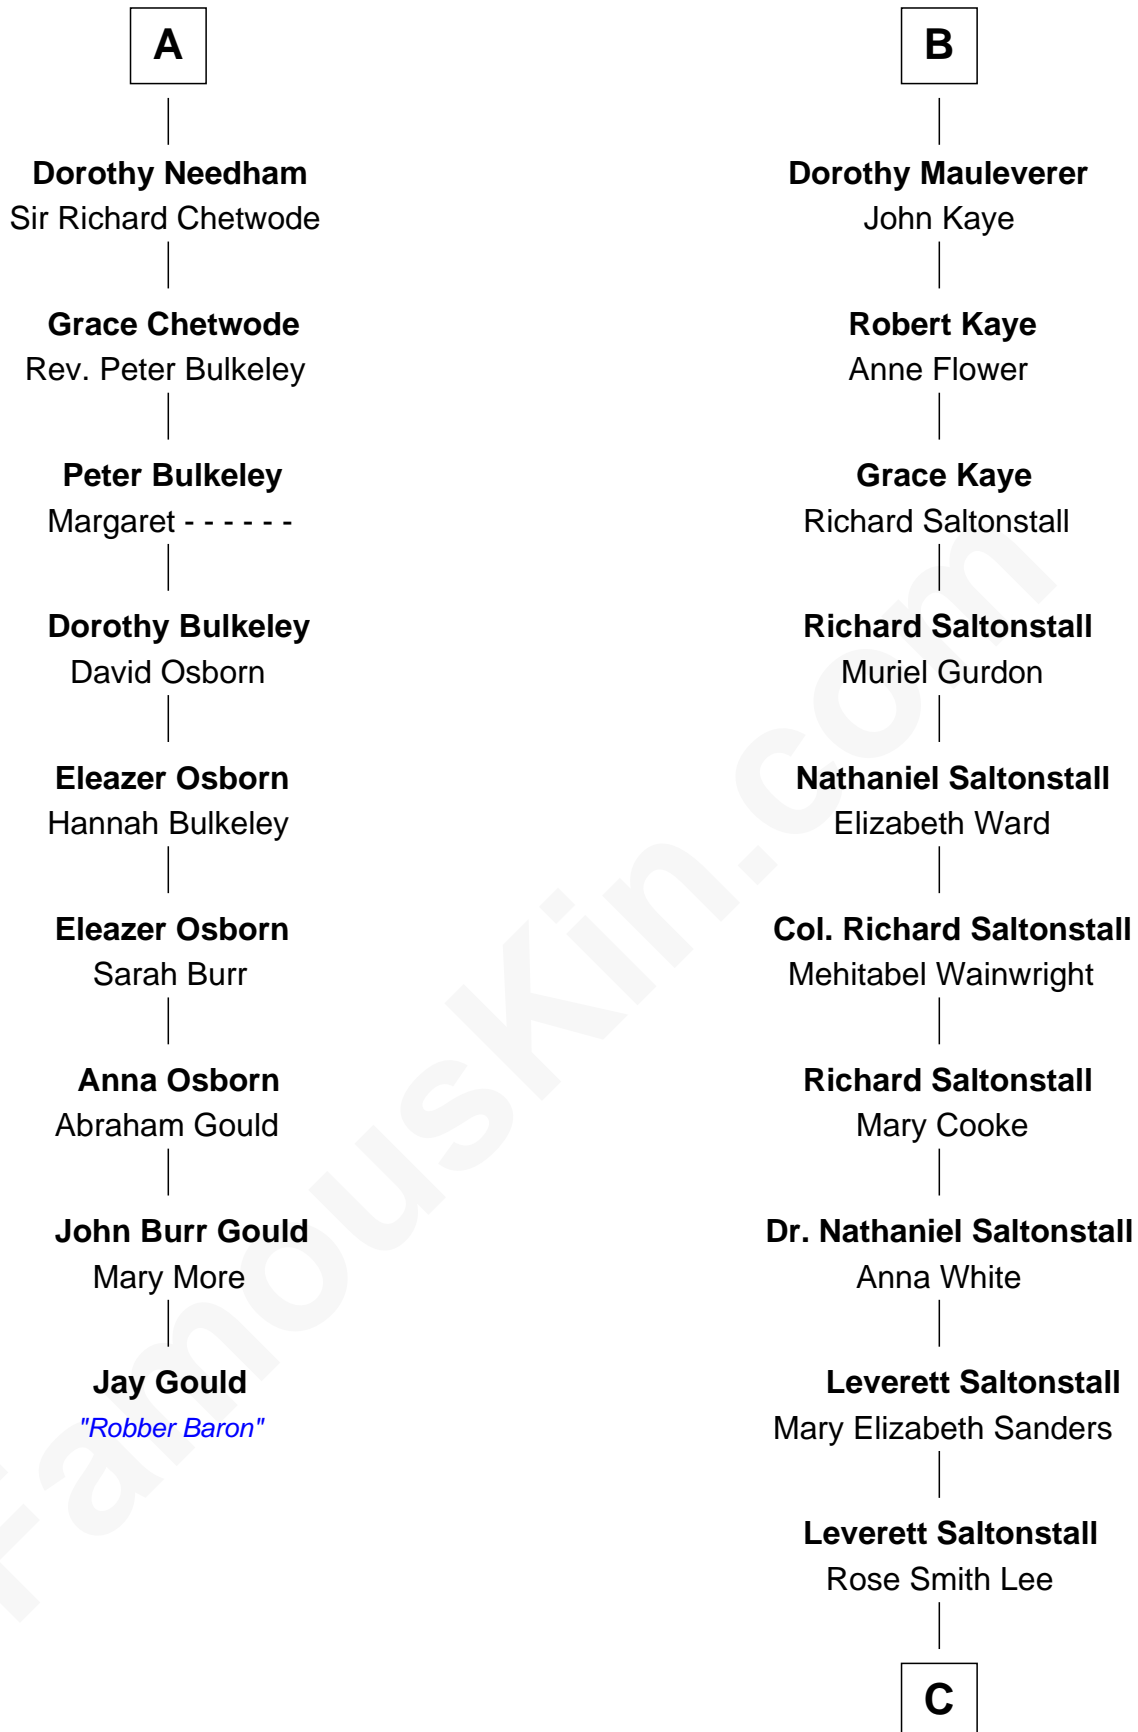 A
Dorothy Needham
Sir Richard Chetwode
Grace Chetwode
Rev. Peter Bulkeley
Peter Bulkeley
Margaret - - - - - -
Dorothy Bulkeley
David Osborn
Eleazer Osborn
Hannah Bulkeley
Eleazer Osborn
Sarah Burr
Anna Osborn
Abraham Gould
John Burr Gould
Mary More
Jay Gould
"Robber Baron"
B
Dorothy Mauleverer
John Kaye
Robert Kaye
Anne Flower
Grace Kaye
Richard Saltonstall
Richard Saltonstall
Muriel Gurdon
Nathaniel Saltonstall
Elizabeth Ward
Col. Richard Saltonstall
Mehitabel Wainwright
Richard Saltonstall
Mary Cooke
Dr. Nathaniel Saltonstall
Anna White
Leverett Saltonstall
Mary Elizabeth Sanders
Leverett Saltonstall
Rose Smith Lee
C
FamousKin.com